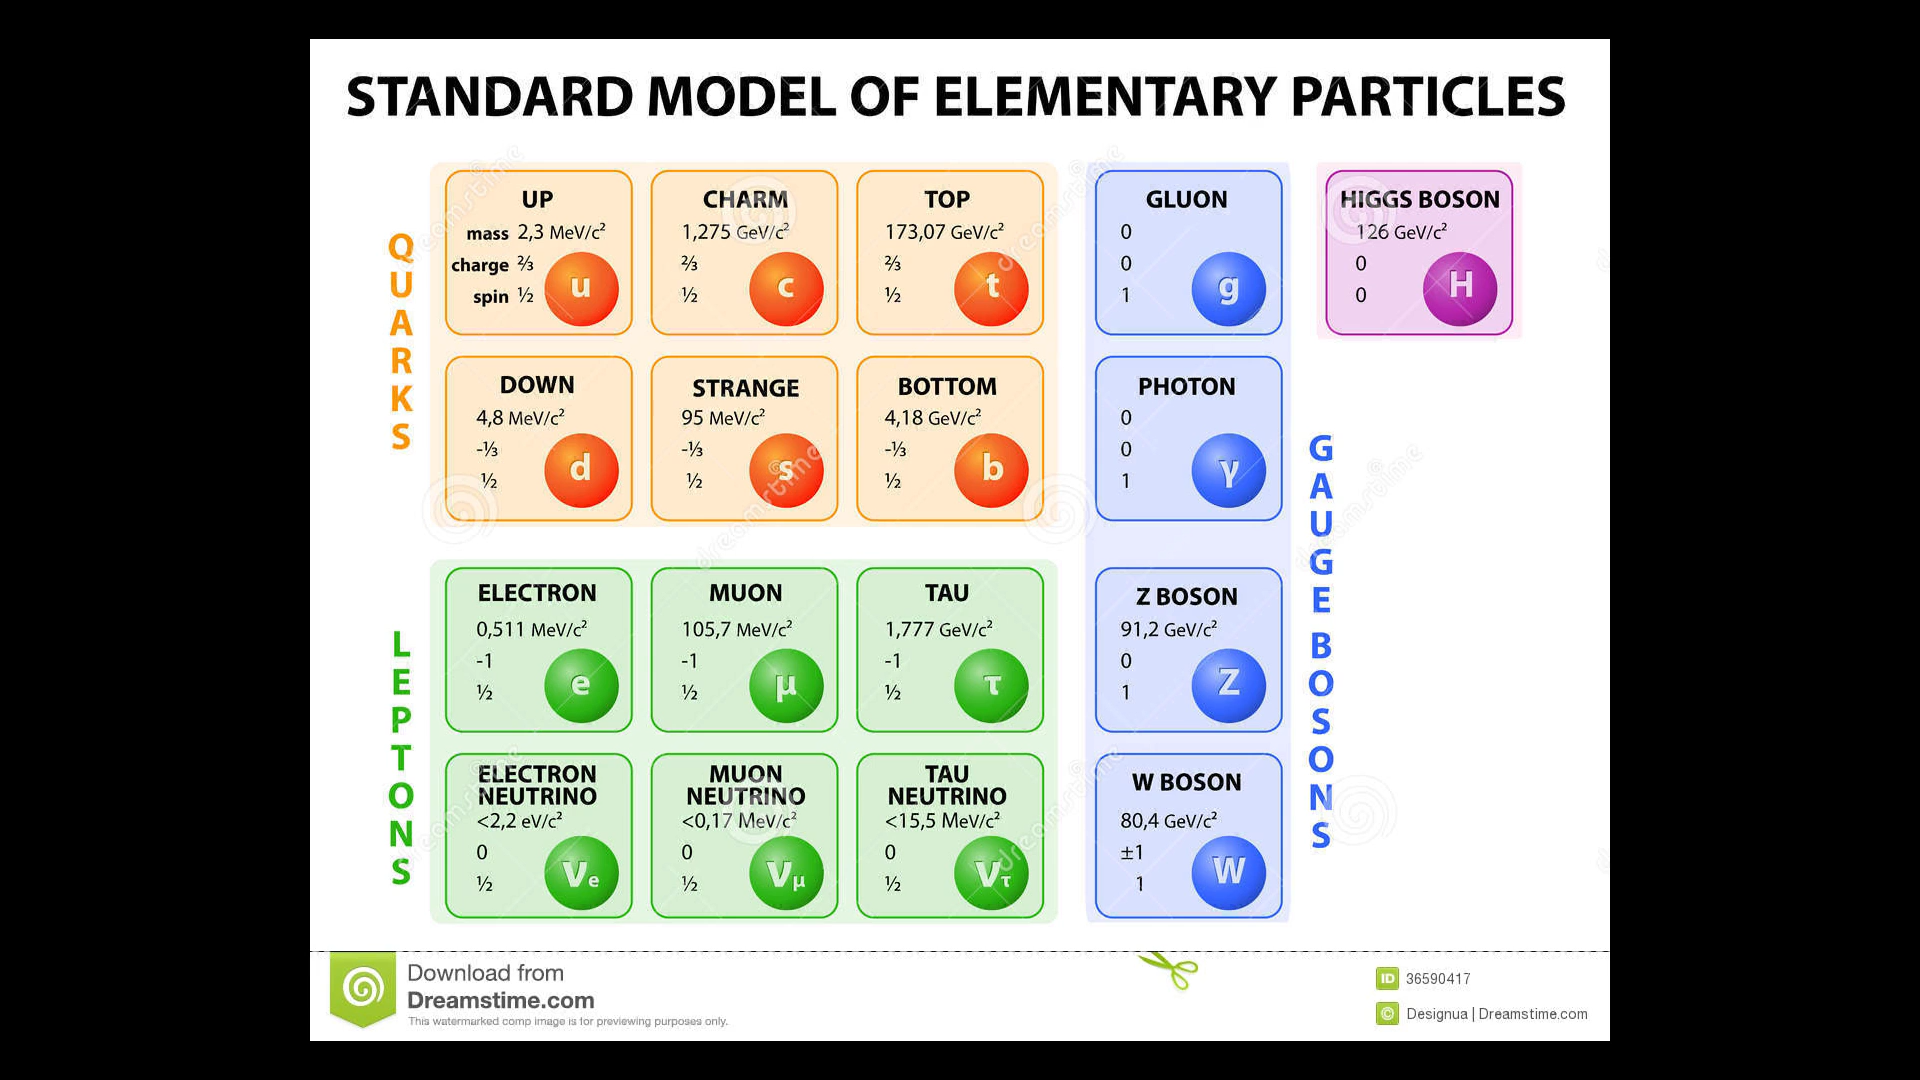 STANDARD MODEL OF ELEMENTARY PARTICLES
QUARKS
UP
mass 2,3 MeV/c²
charge ⅔
spin ½
u
CHARM
1,275 GeV/c²
⅔
½
c
TOP
173,07 GeV/c²
⅔
½
t
GLUON
0
0
1
g
HIGGS BOSON
126 GeV/c²
0
0
H
DOWN
4,8 MeV/c²
-⅓
½
d
STRANGE
95 MeV/c²
-⅓
½
s
BOTTOM
4,18 GeV/c²
-⅓
½
b
PHOTON
0
0
1
γ
GAUGE BOSONS
LEPTONS
ELECTRON
0,511 MeV/c²
-1
½
e
MUON
105,7 MeV/c²
-1
½
μ
TAU
1,777 GeV/c²
-1
½
τ
Z BOSON
91,2 GeV/c²
0
1
Z
ELECTRON
NEUTRINO
<2,2 eV/c²
0
½
νe
MUON
NEUTRINO
<0,17 MeV/c²
0
½
νμ
TAU
NEUTRINO
<15,5 MeV/c²
0
½
ντ
W BOSON
80,4 GeV/c²
±1
1
W
dreamstime
dreamstime
dreamstime
dreamstime
dreamstime
dreamstime
Download from
Dreamstime.com
This watermarked comp image is for previewing purposes only.
ID 36590417
© Designua | Dreamstime.com